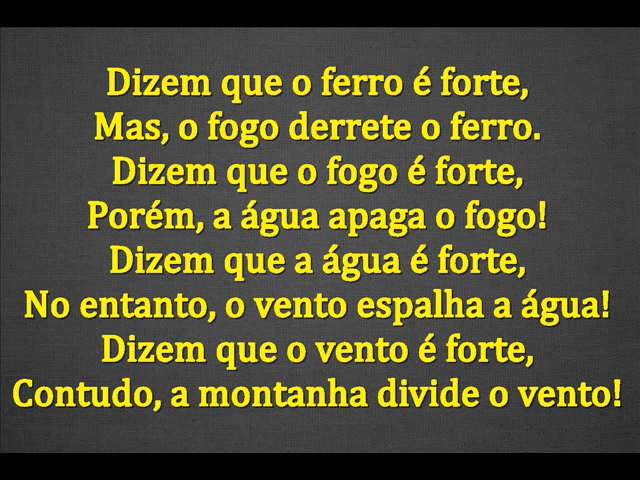 Dizem que o ferro é forte,
Mas, o fogo derrete o ferro.
Dizem que o fogo é forte,
Porém, a água apaga o fogo!
Dizem que a água é forte,
No entanto, o vento espalha a água!
Dizem que o vento é forte,
Contudo, a montanha divide o vento!